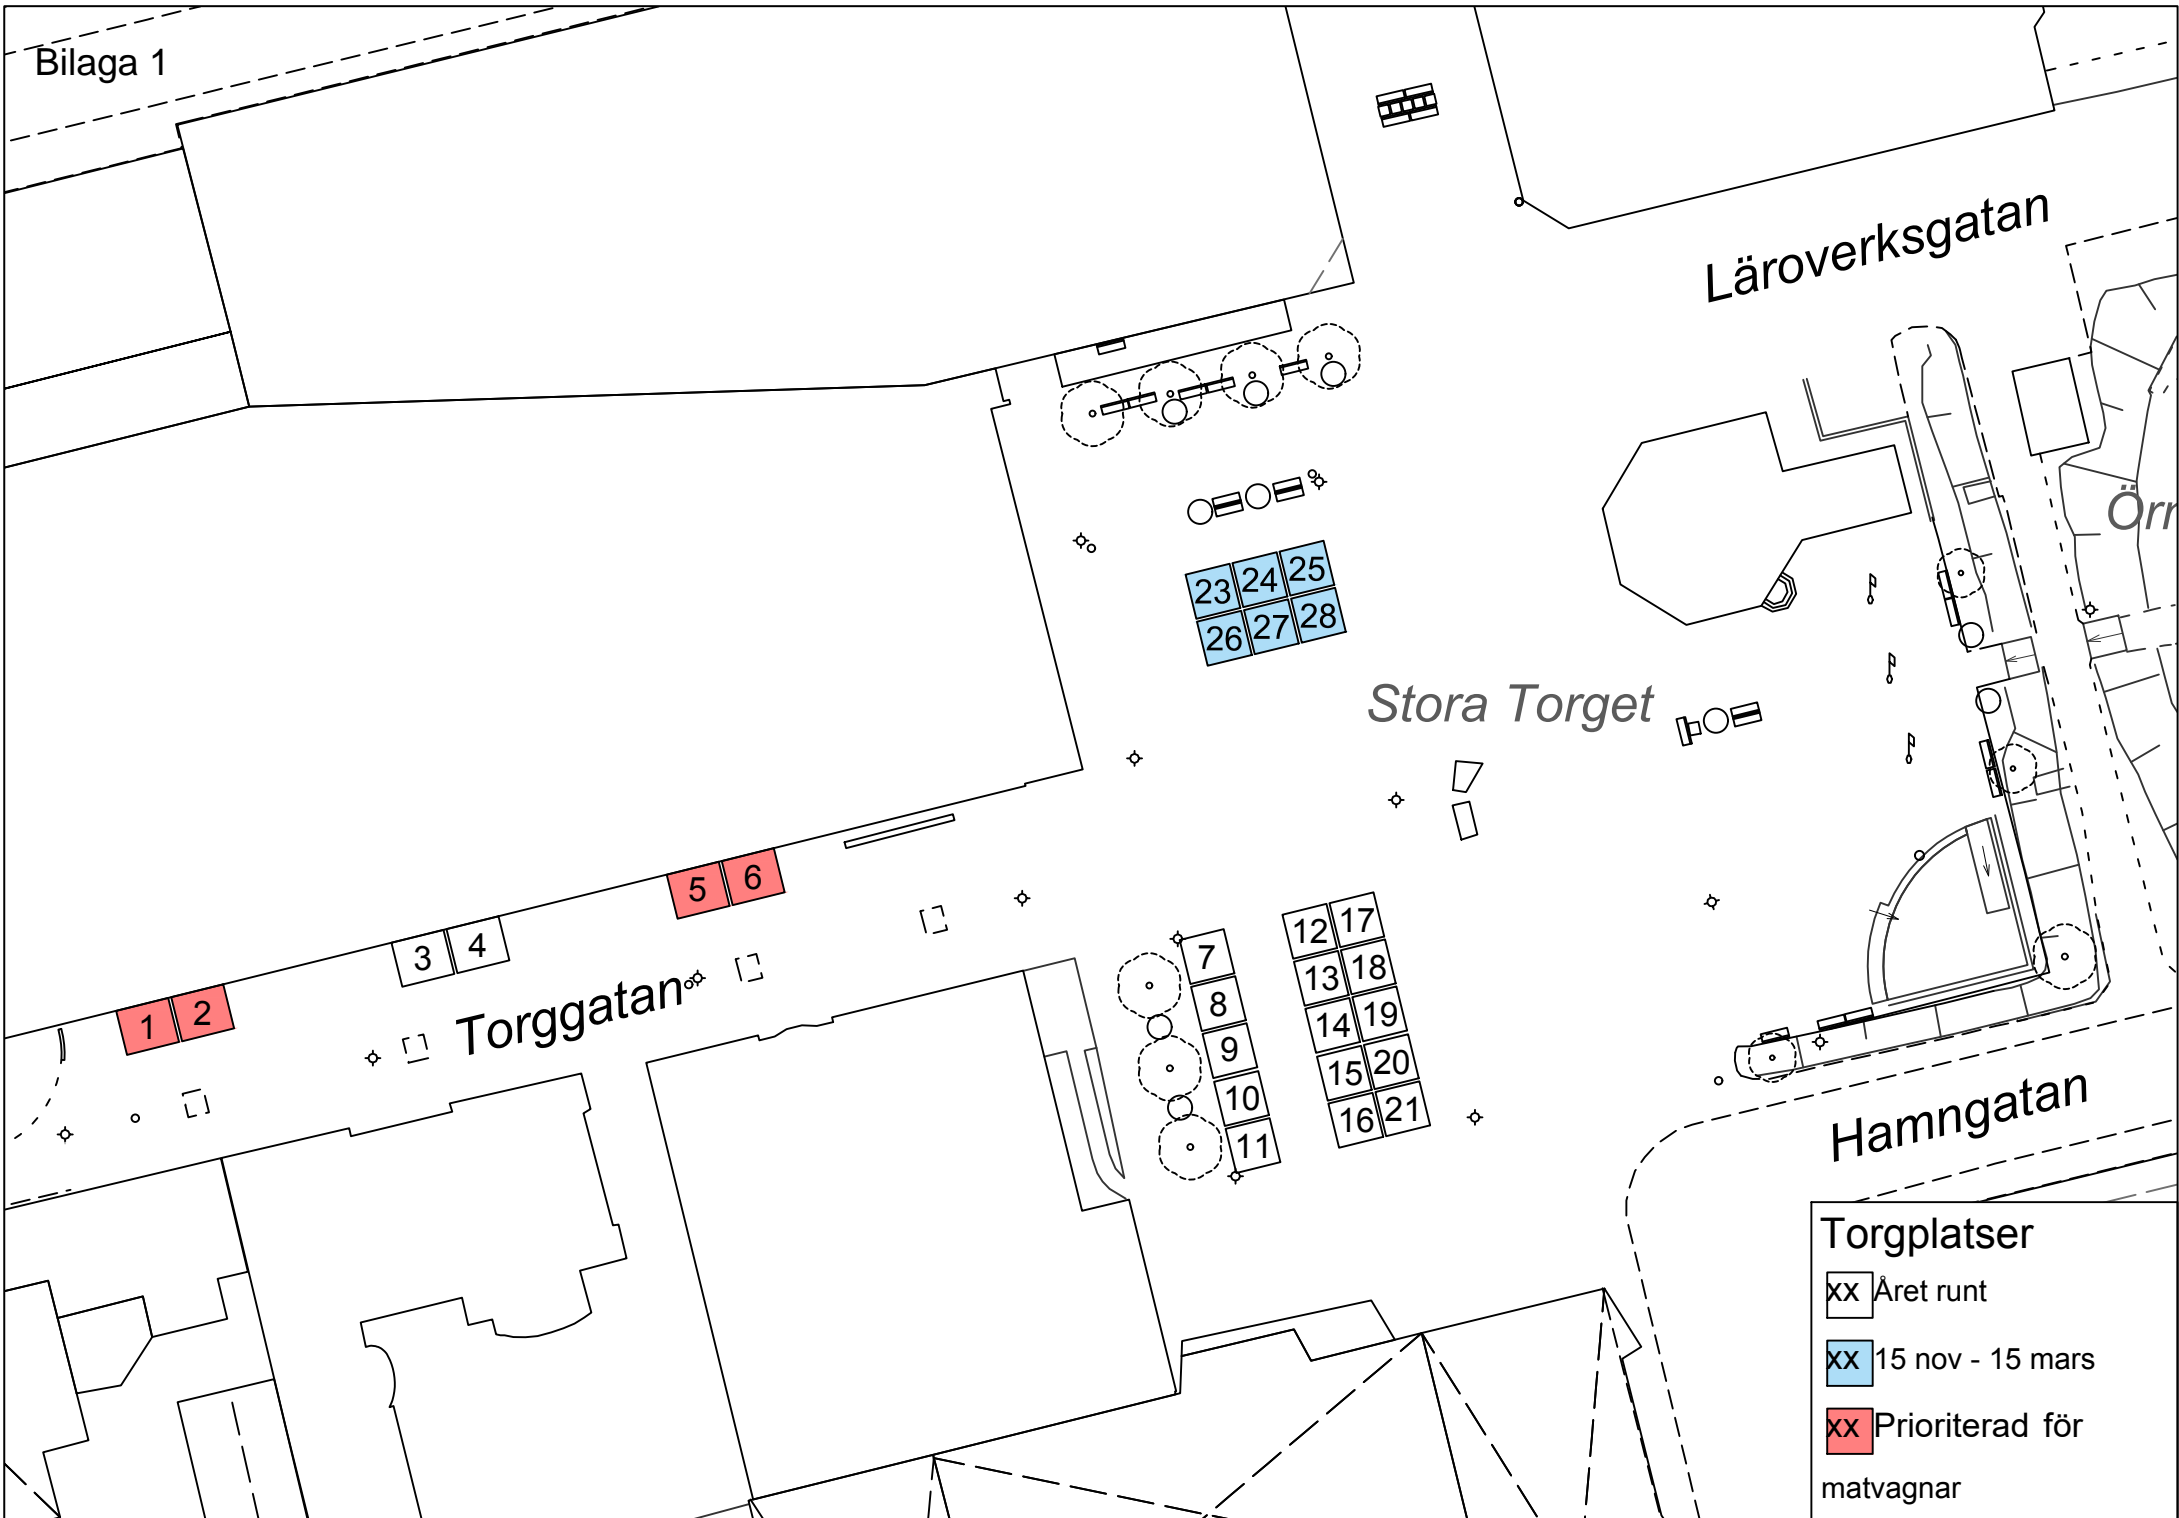 Bilaga 1
Läroverksgatan
Örr
23 24 25
26 27 28
Stora Torget
5 6
3 4
1 2
Torggatan
7
8
9
10
11
12 17
13 18
14 19
15 20
16 21
Hamngatan
Torgplatser
xx Året runt
xx 15 nov - 15 mars
xx Prioriterad för
matvagnar